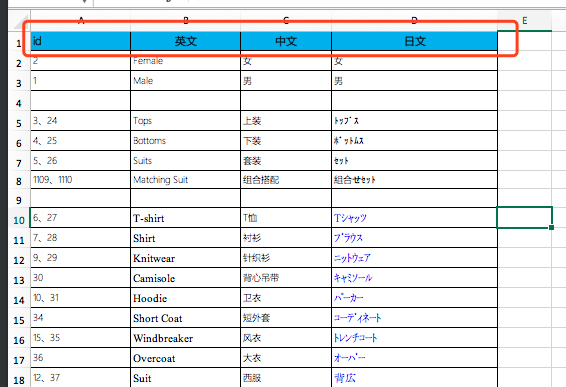 A B C D E
1 id 英文 中文 日文
2 2 Female 女 女
3 1 Male 男 男
4
5 3、24 Tops 上装 ﾄｯﾌﾟｽ
6 4、25 Bottoms 下装 ﾎﾞｯﾄﾑｽ
7 5、26 Suits 套装 ｾｯﾄ
8 1109、1110 Matching Suit 组合搭配 組合せｾｯﾄ
9
10 6、27 T-shirt T恤 Tシャッツ
11 7、28 Shirt 衬衫 ブラウス
12 9、29 Knitwear 针织衫 ニットウェア
13 30 Camisole 背心吊带 キャミソール
14 10、31 Hoodie 卫衣 パーカー
15 34 Short Coat 短外套 コーディネート
16 15、35 Windbreaker 风衣 トレンチコート
17 36 Overcoat 大衣 オーバー
18 12、37 Suit 西服 背広